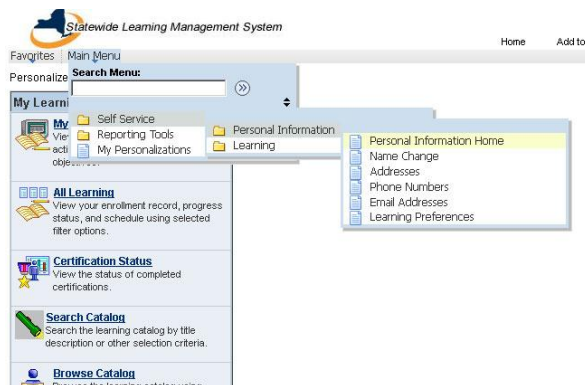 Statewide Learning Management System
Home Add to
Favorites Main Menu
Personalize
Search Menu:
My Learni
Self Service
Reporting Tools
My Personalizations
Personal Information
Learning
Personal Information Home
Name Change
Addresses
Phone Numbers
Email Addresses
Learning Preferences
My
View
acti
All Learning
View your enrollment record, progress
status, and schedule using selected
filter options.
Certification Status
View the status of completed
certifications.
Search Catalog
Search the learning catalog by title
description or other selection criteria.
Browse Catalog